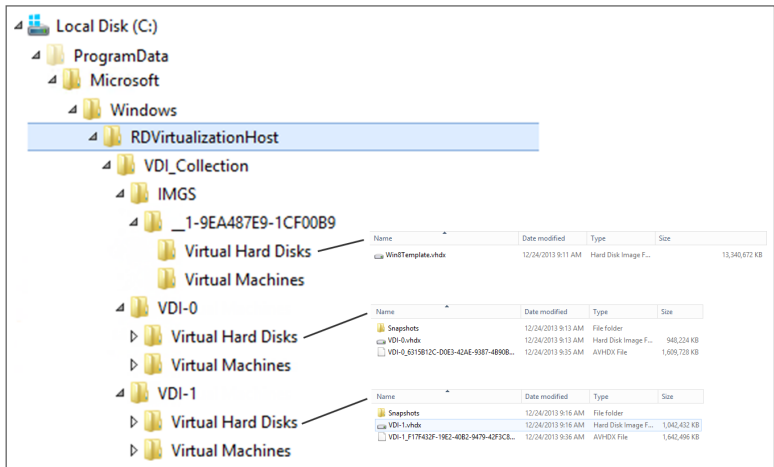 Local Disk (C:)
ProgramData
Microsoft
Windows
RDVirtualizationHost
VDI_Collection
IMGS
__1-9EA487E9-1CF00B9
Virtual Hard Disks
Name Date modified Type Size
Win8Template.vhdx 12/24/2013 9:11 AM Hard Disk Image F... 13,340,672 KB
Virtual Machines
VDI-0
Name Date modified Type Size
Virtual Hard Disks
Snapshots 12/24/2013 9:13 AM File folder
VDI-0.vhdx 12/24/2013 9:13 AM Hard Disk Image F... 948,224 KB
VDI-0_6315B12C-D0E3-42AE-9387-4B90B... 12/24/2013 9:35 AM AVHDX File 1,609,728 KB
Virtual Machines
VDI-1
Name Date modified Type Size
Virtual Hard Disks
Snapshots 12/24/2013 9:16 AM File folder
VDI-1.vhdx 12/24/2013 9:16 AM Hard Disk Image F... 1,042,432 KB
VDI-1_F17F432F-19E2-40B2-9479-42F3C8... 12/24/2013 9:36 AM AVHDX File 1,642,496 KB
Virtual Machines